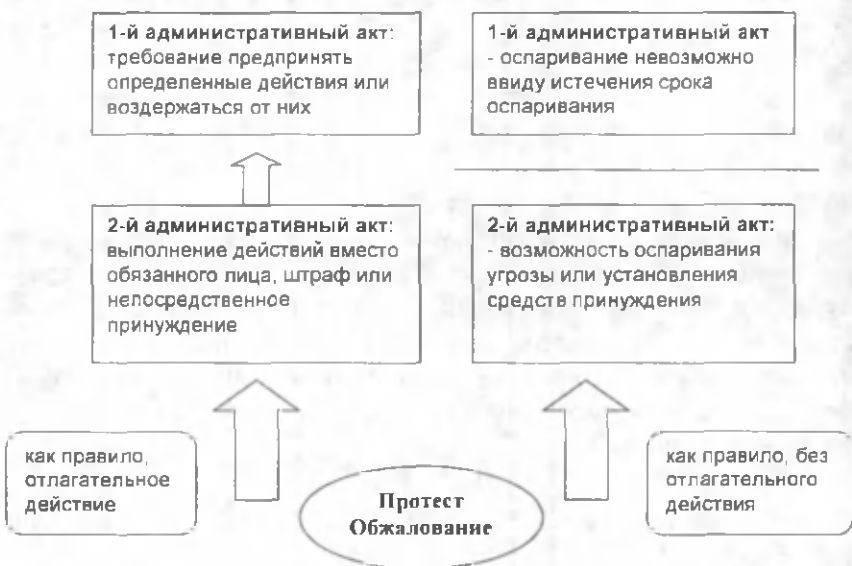 1-й административный акт:
требование предпринять
определенные действия или
воздержаться от них
1-й административный акт
- оспаривание невозможно
ввиду истечения срока
оспаривания
2-й административный акт:
выполнение действий вместо
обязанного лица, штраф или
непосредственное
принуждение
2-й административный акт:
- возможность оспаривания
угрозы или установления
средств принуждения
как правило,
отлагательное
действие
Протест
Обжалование
как правило, без
отлагательного
действия